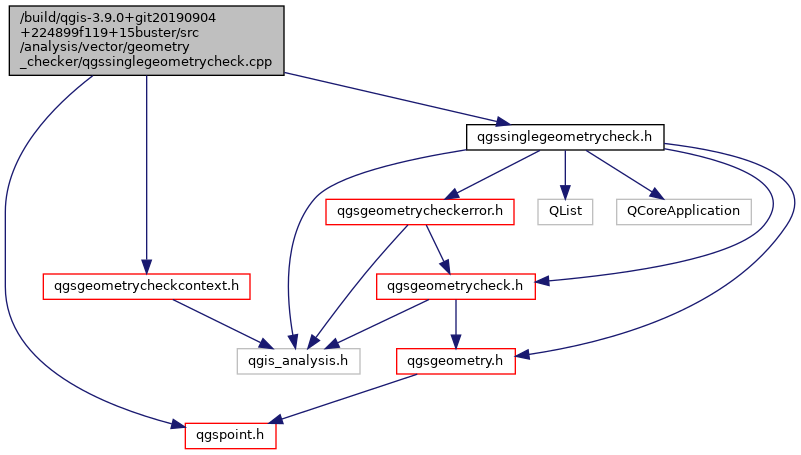 /build/qgis-3.9.0+git20190904
+224899f119+15buster/src
/analysis/vector/geometry
_checker/qgssinglegeometrycheck.cpp
qgssinglegeometrycheck.h
qgsgeometrycheckerror.h
QList
QCoreApplication
qgsgeometrycheckcontext.h
qgsgeometrycheck.h
qgis_analysis.h
qgsgeometry.h
qgspoint.h